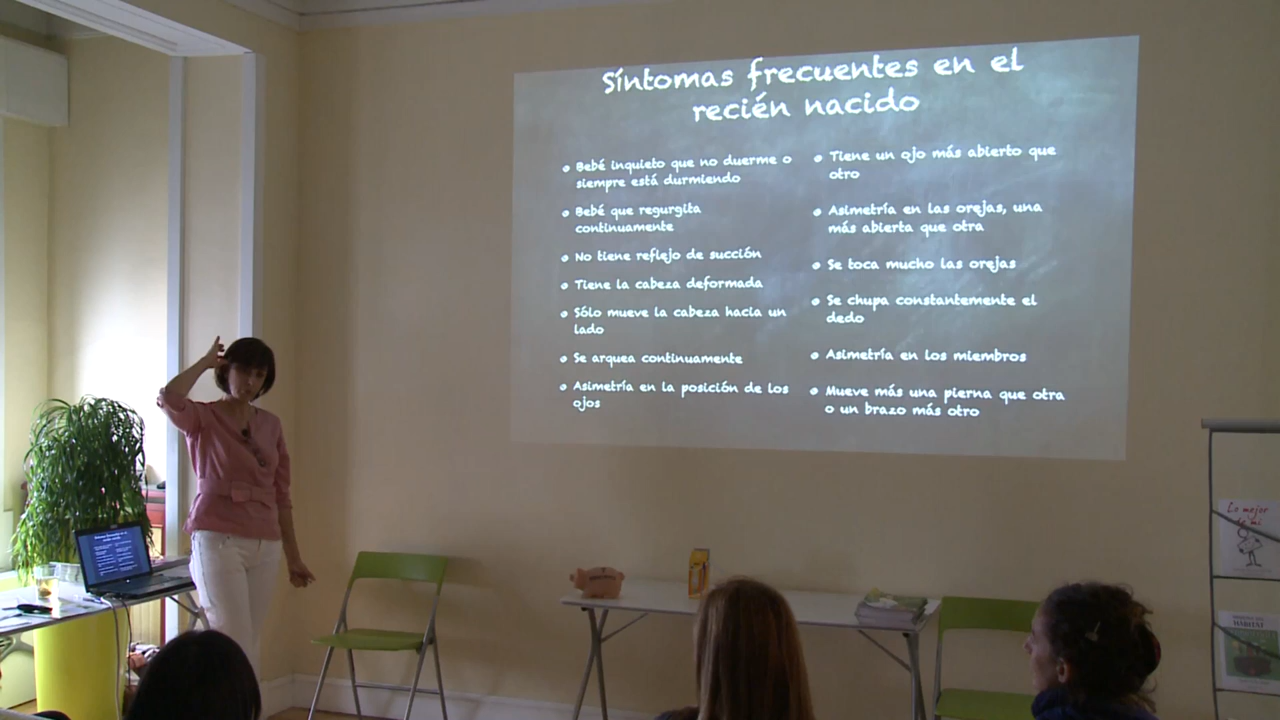 Síntomas frecuentes en el
recién nacido
Bebé inquieto que no duerme o
siempre está durmiendo
Bebé que regurgita
continuamente
No tiene reflejo de succión
Tiene la cabeza deformada
Sólo mueve la cabeza hacia un
lado
Se arquea continuamente
Asimetría en la posición de los
ojos
Tiene un ojo más abierto que
otro
Asimetría en las orejas, una
más abierta que otra
Se toca mucho las orejas
Se chupa constantemente el
dedo
Asimetría en los miembros
Mueve más una pierna que otra
o un brazo más otro
Lo mejor
de mi